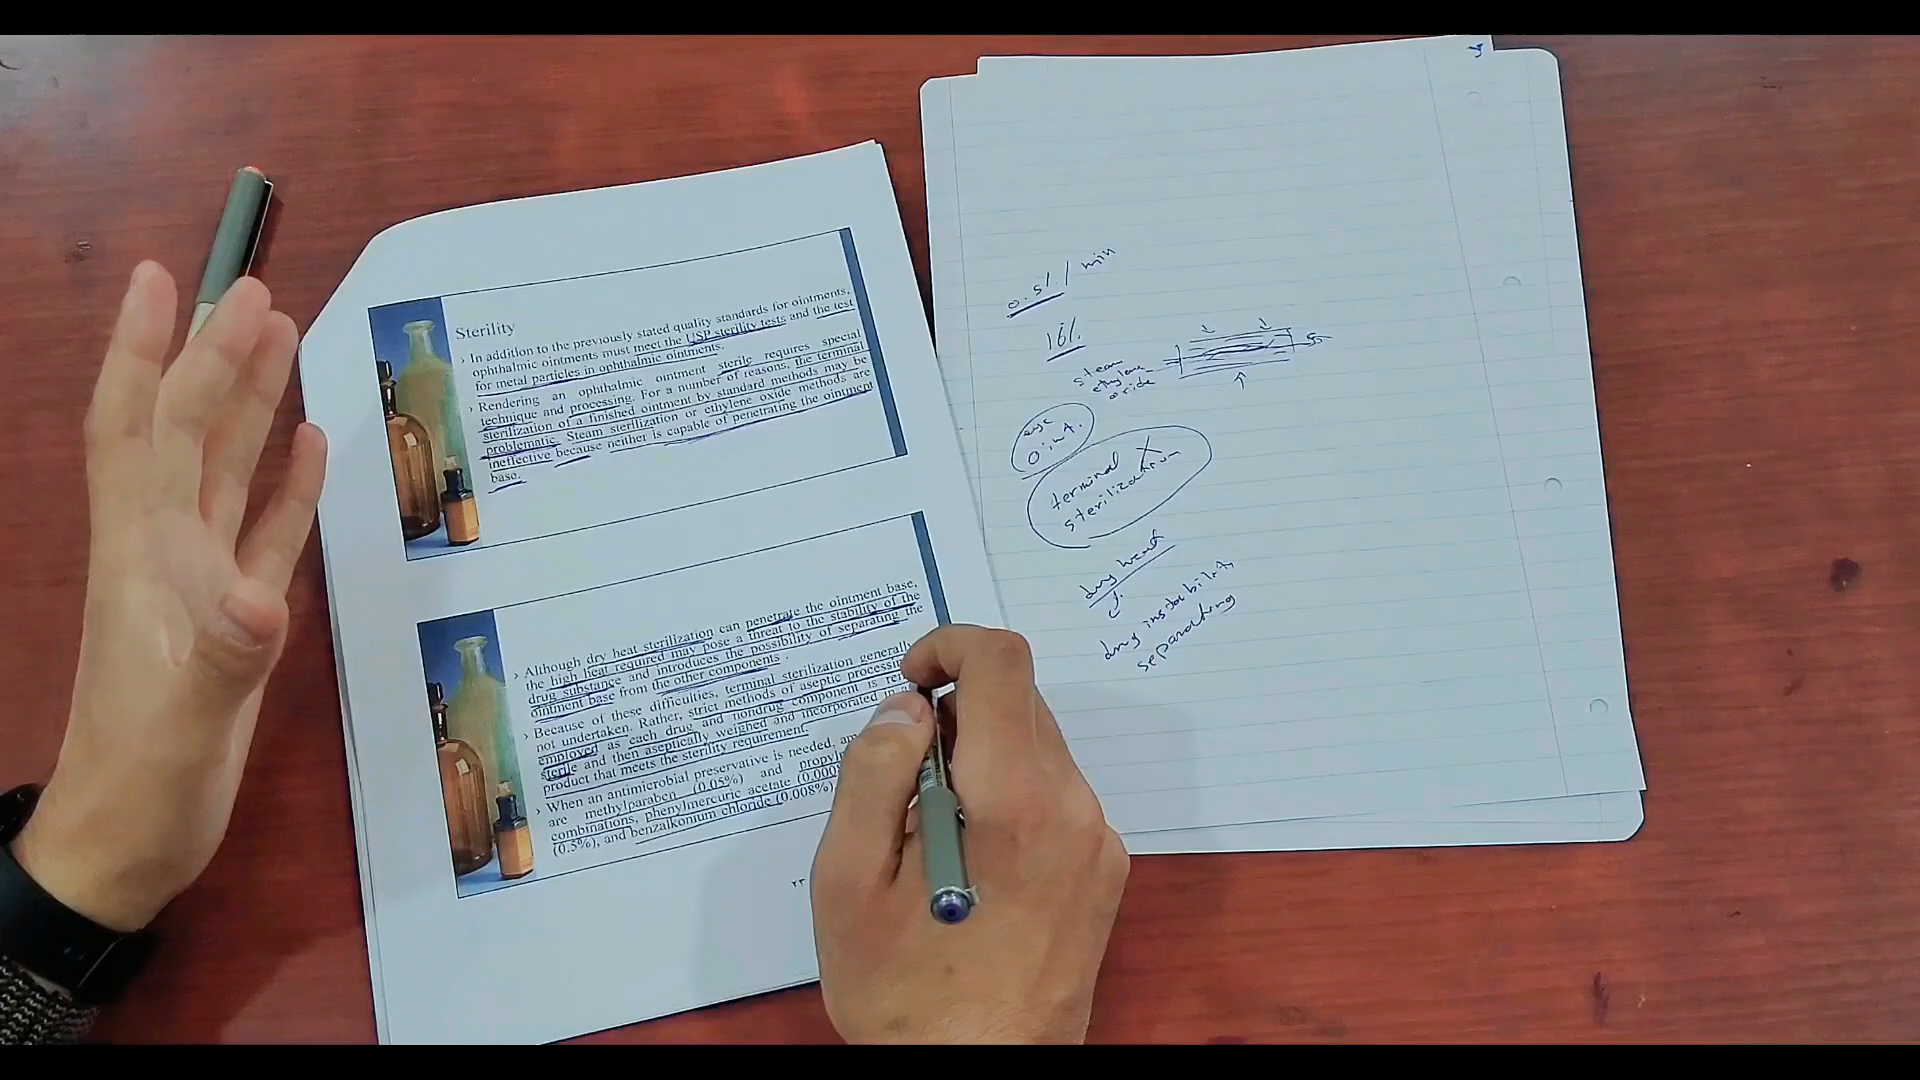 Sterility
› In addition to the previously stated quality standards for ointments,
ophthalmic ointments must meet the USP sterility tests and the test
for metal particles in ophthalmic ointments.
› Rendering an ophthalmic ointment sterile requires special
technique and processing. For a number of reasons, the terminal
sterilization of a finished ointment by standard methods may be
problematic. Steam sterilization or ethylene oxide methods are
ineffective because neither is capable of penetrating the ointment
base.
› Although dry heat sterilization can penetrate the ointment base,
the high heat required may pose a threat to the stability of the
drug substance and introduces the possibility of separating the
ointment base from the other components .
› Because of these difficulties, terminal sterilization generally
not undertaken. Rather, strict methods of aseptic processing
employed as each drug and nondrug component is
sterile and then aseptically weighed and incorporated in
product that meets the sterility requirement.
› When an antimicrobial preservative is needed,
are methylparaben (0.05%) and
combinations, phenylmercuric acetate
(0.5%), and benzalkonium chloride (0.008%).
٢٣
0.5%/min
16%
steam
ethylene
oxide
eye
oint.
terminal
sterilization
dry heat
drug instability
separating